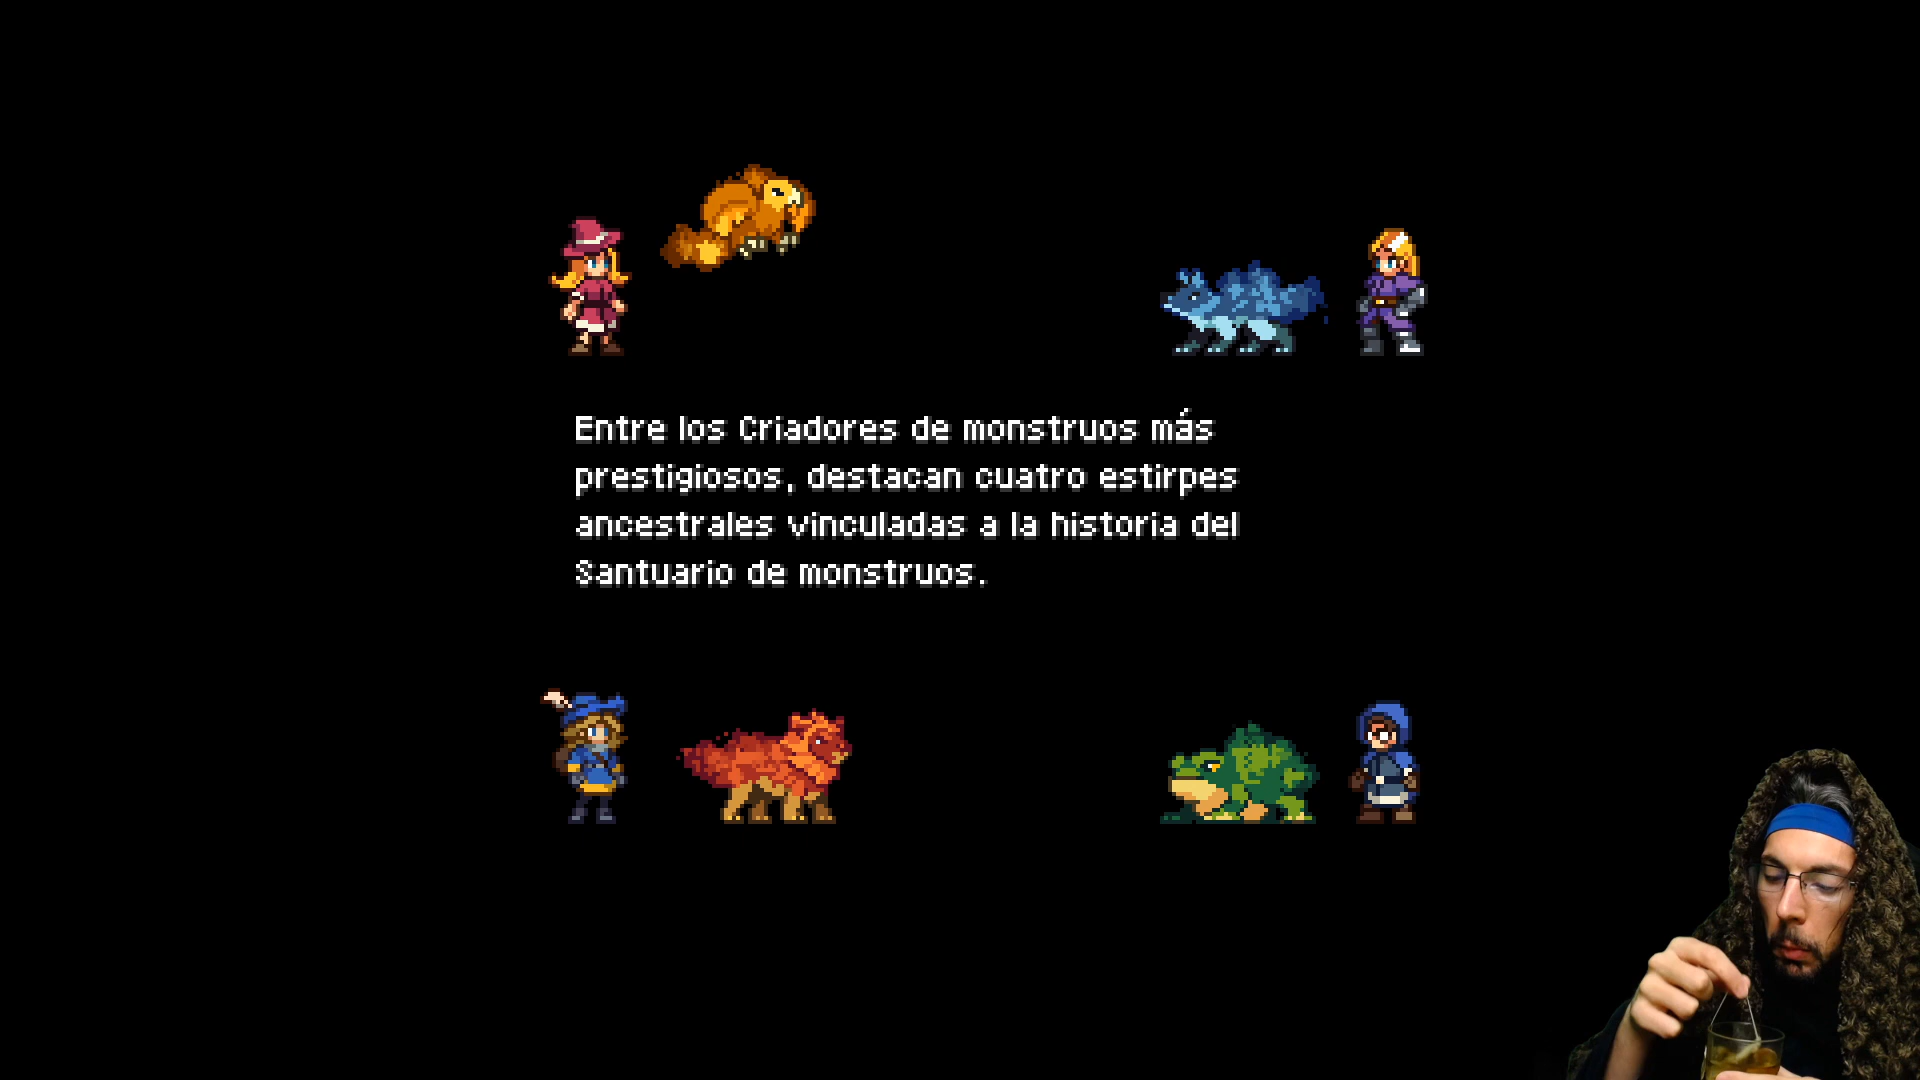 Entre los Criadores de monstruos más
prestigiosos, destacan cuatro estirpes
ancestrales vinculadas a la historia del
Santuario de monstruos.